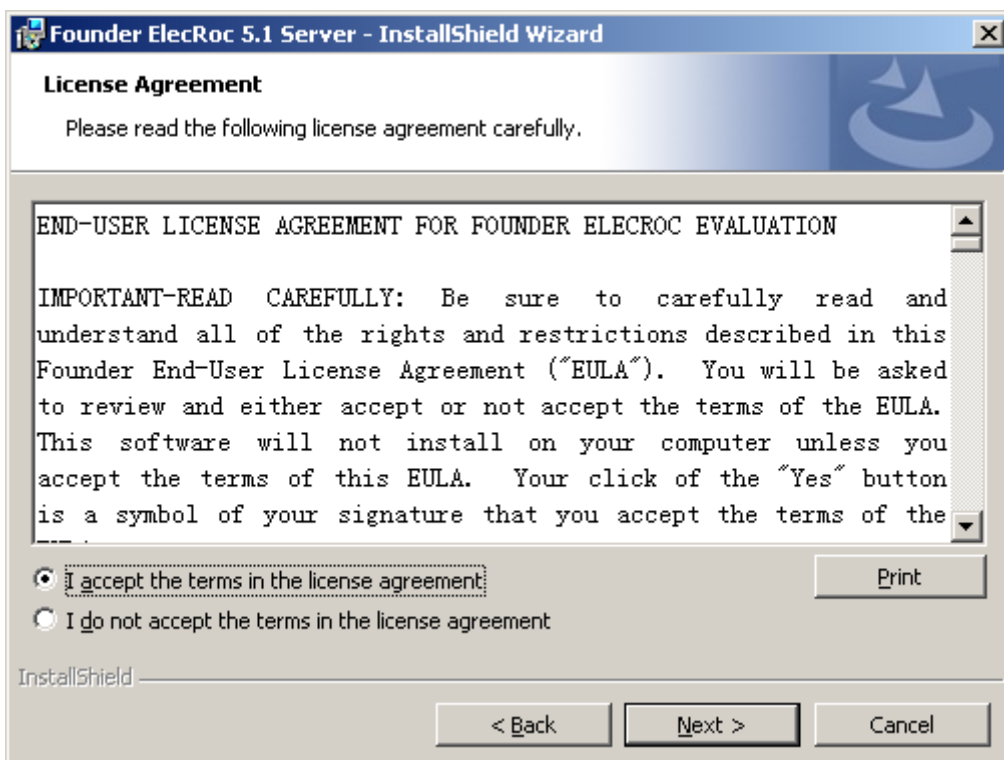 Founder ElecRoc 5.1 Server - InstallShield Wizard
License Agreement
Please read the following license agreement carefully.
END-USER LICENSE AGREEMENT FOR FOUNDER ELECROC EVALUATION
IMPORTANT-READ CAREFULLY: Be sure to carefully read and
understand all of the rights and restrictions described in this
Founder End-User License Agreement ("EULA"). You will be asked
to review and either accept or not accept the terms of the EULA.
This software will not install on your computer unless you
accept the terms of this EULA. Your click of the "Yes" button
is a symbol of your signature that you accept the terms of the
I accept the terms in the license agreement
Print
I do not accept the terms in the license agreement
InstallShield
< Back
Next >
Cancel